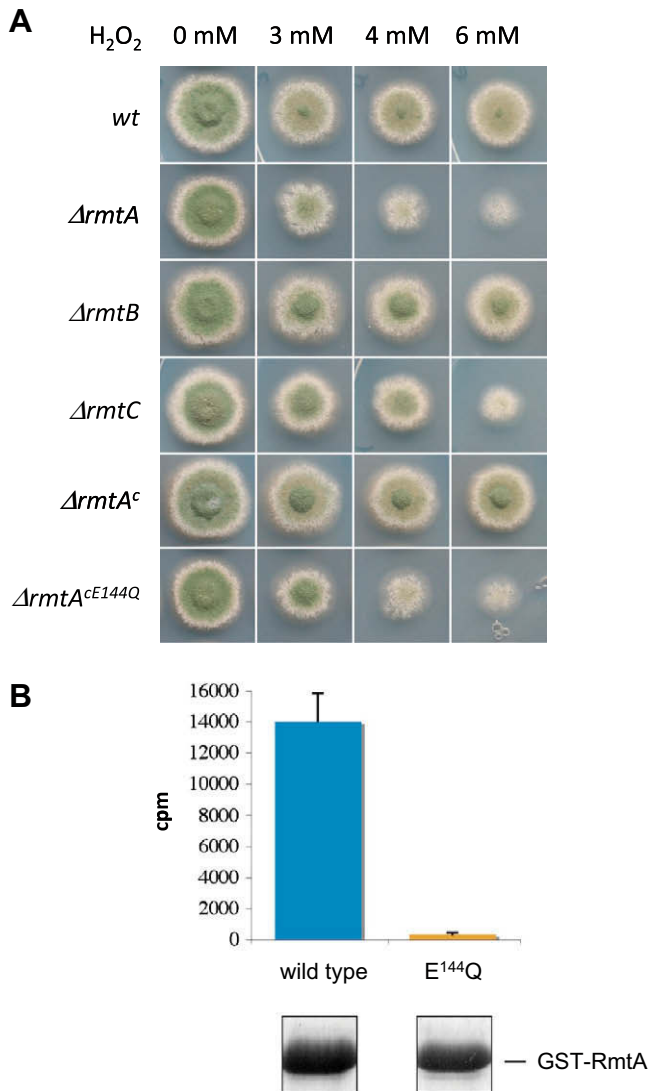 A
H₂O₂ 0 mM 3 mM 4 mM 6 mM
wt
ΔrmtA
ΔrmtB
ΔrmtC
ΔrmtAᶜ
ΔrmtAᶜᴱ¹⁴⁴Q
B
16000
14000
12000
10000
8000
6000
4000
2000
0
cpm
wild type E¹⁴⁴Q
— GST-RmtA